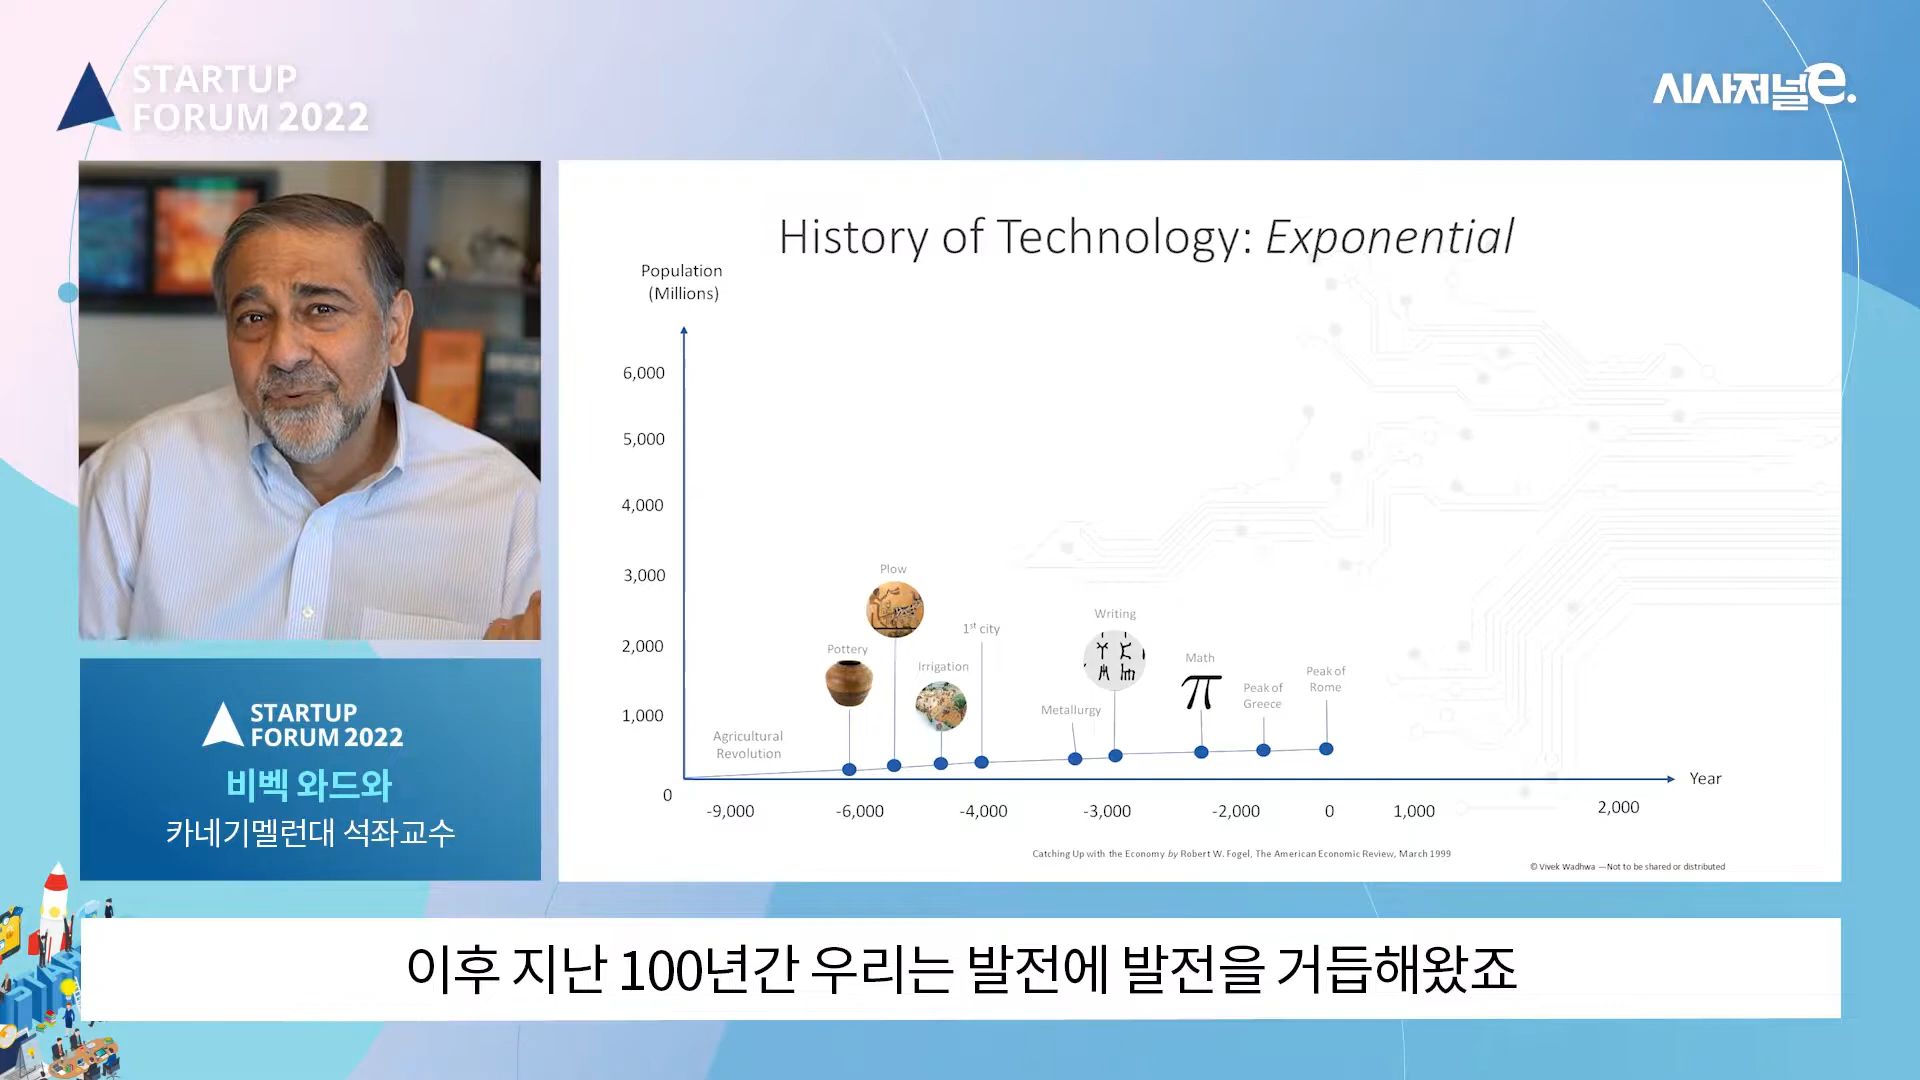 STARTUP
FORUM 2022
시사저널e.
History of Technology: Exponential
Population
(Millions)
6,000
5,000
4,000
3,000
2,000
1,000
0
Plow
Pottery
Irrigation
1st city
Agricultural
Revolution
Writing
Metallurgy
Math
π
Peak of
Greece
Peak of
Rome
Year
-9,000
-6,000
-4,000
-3,000
-2,000
0
1,000
2,000
Catching Up with the Economy by Robert W. Fogel, The American Economic Review, March 1999
© Vivek Wadhwa —Not to be shared or distributed
STARTUP
FORUM 2022
비벡 와드와
카네기멜런대 석좌교수
이후 지난 100년간 우리는 발전에 발전을 거듭해왔죠